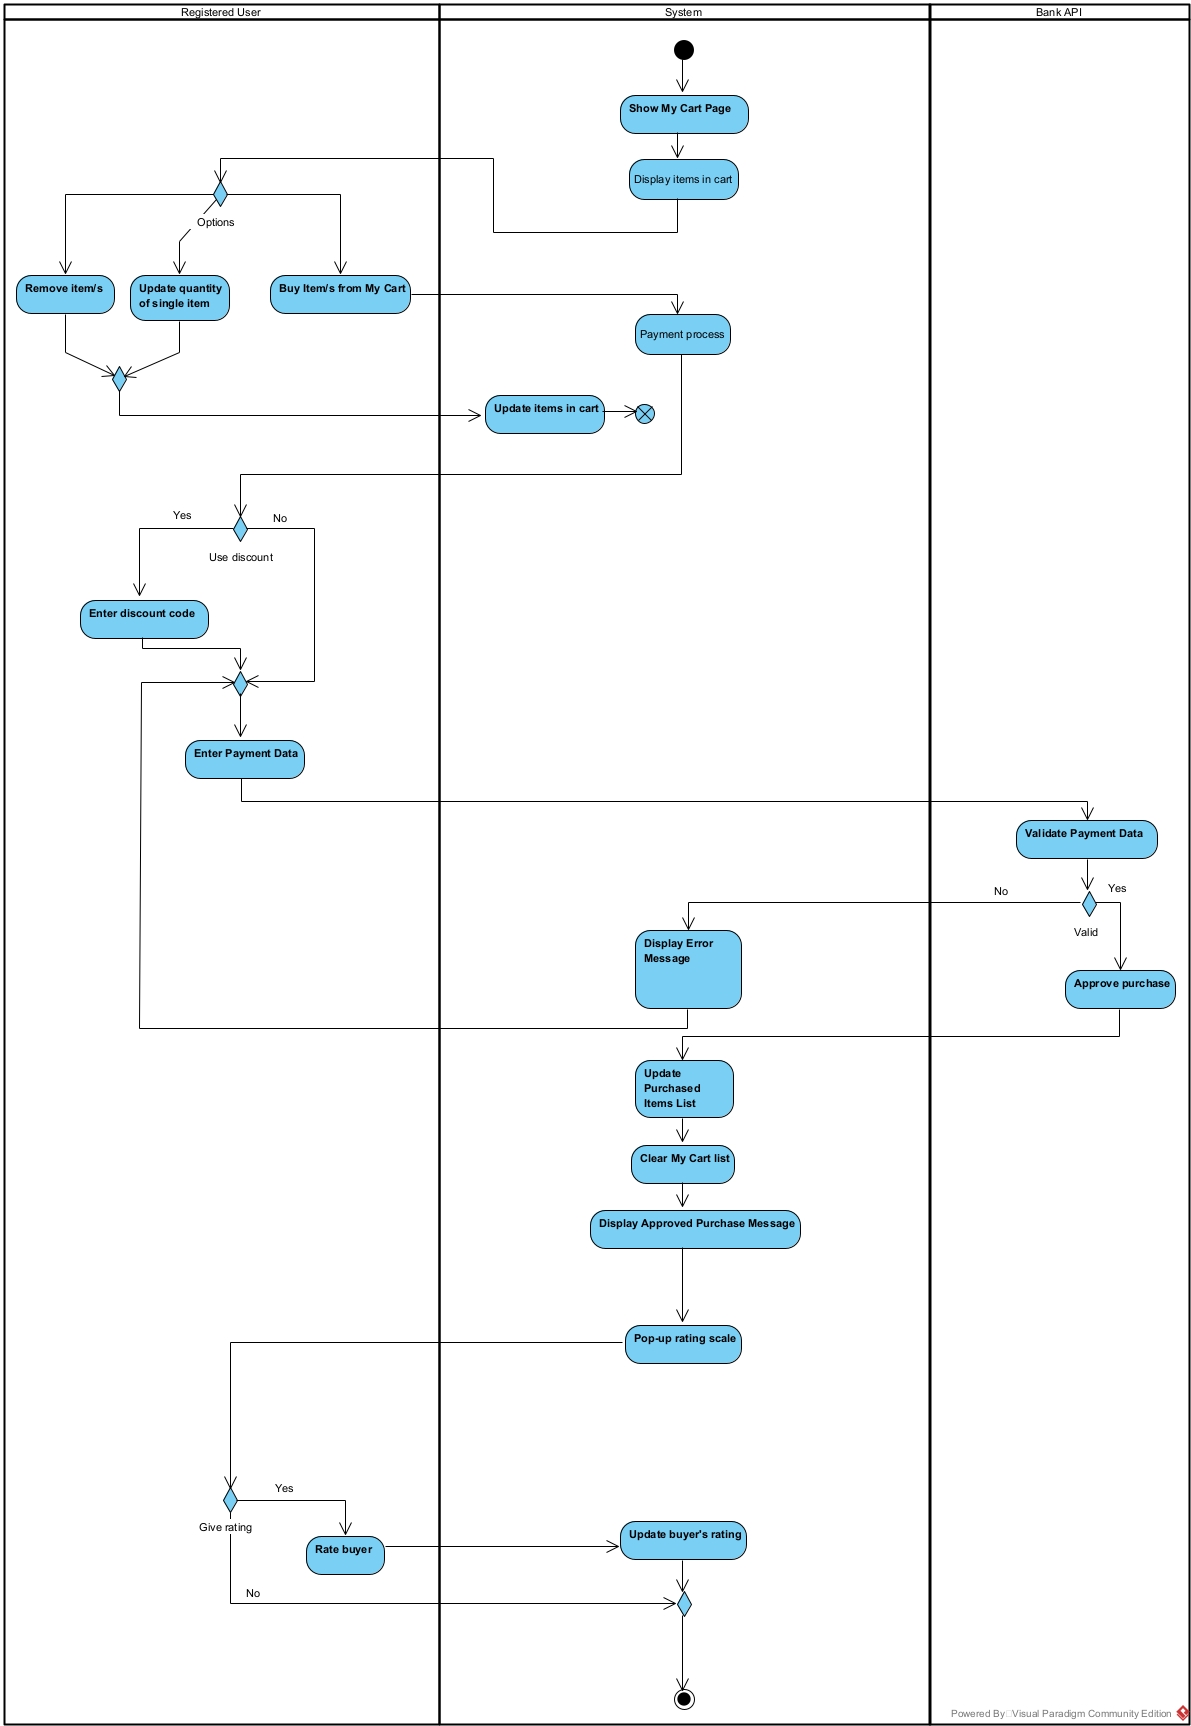 Registered User
System
Bank API
Show My Cart Page
Display items in cart
Options
Remove item/s
Update quantity
of single item
Buy Item/s from My Cart
Payment process
Update items in cart
Yes
No
Use discount
Enter discount code
Enter Payment Data
Validate Payment Data
No
Yes
Valid
Display Error
Message
Approve purchase
Update
Purchased
Items List
Clear My Cart list
Display Approved Purchase Message
Pop-up rating scale
Yes
Give rating
Rate buyer
Update buyer's rating
No
Powered By Visual Paradigm Community Edition